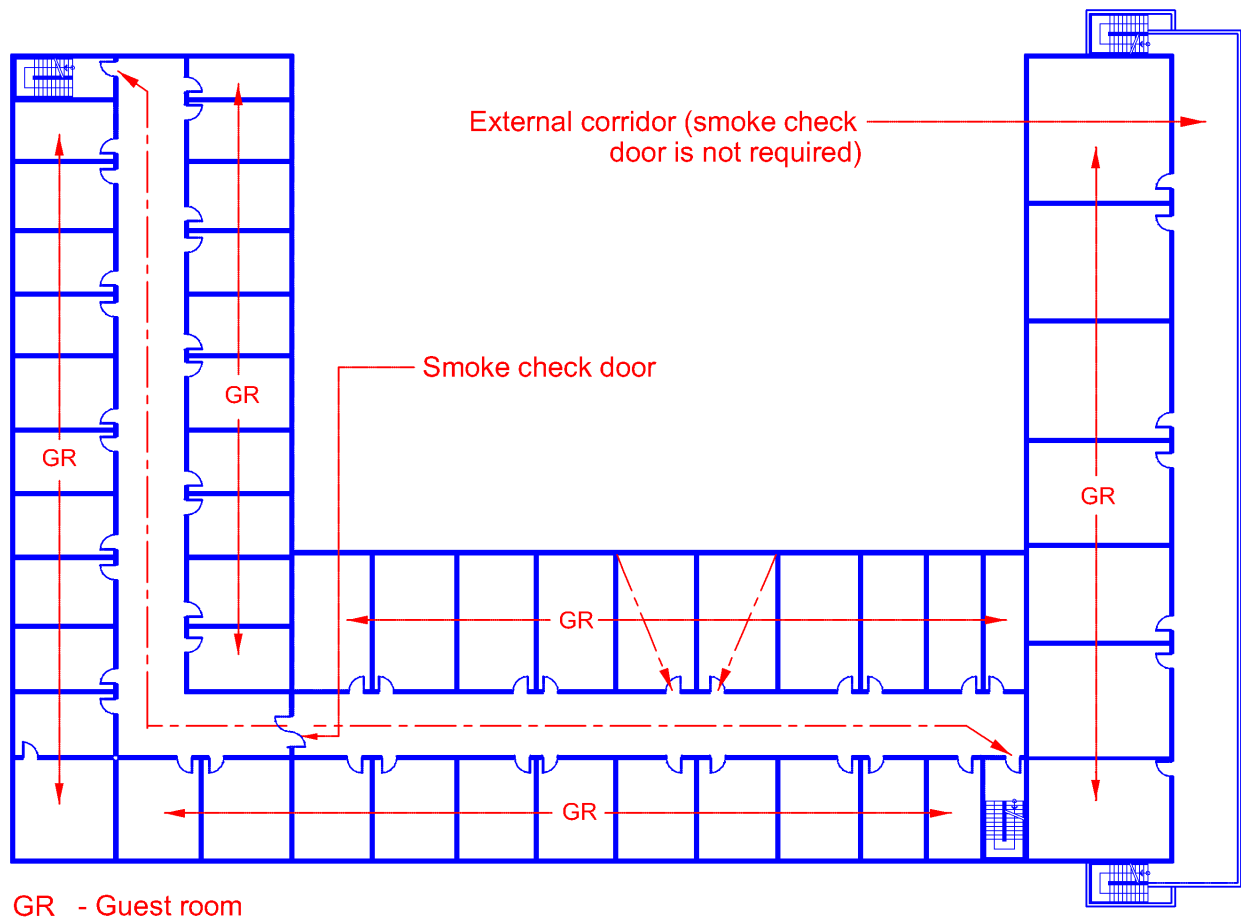 External corridor (smoke check
door is not required)
Smoke check door
GR
GR
GR
GR
GR
GR - Guest room